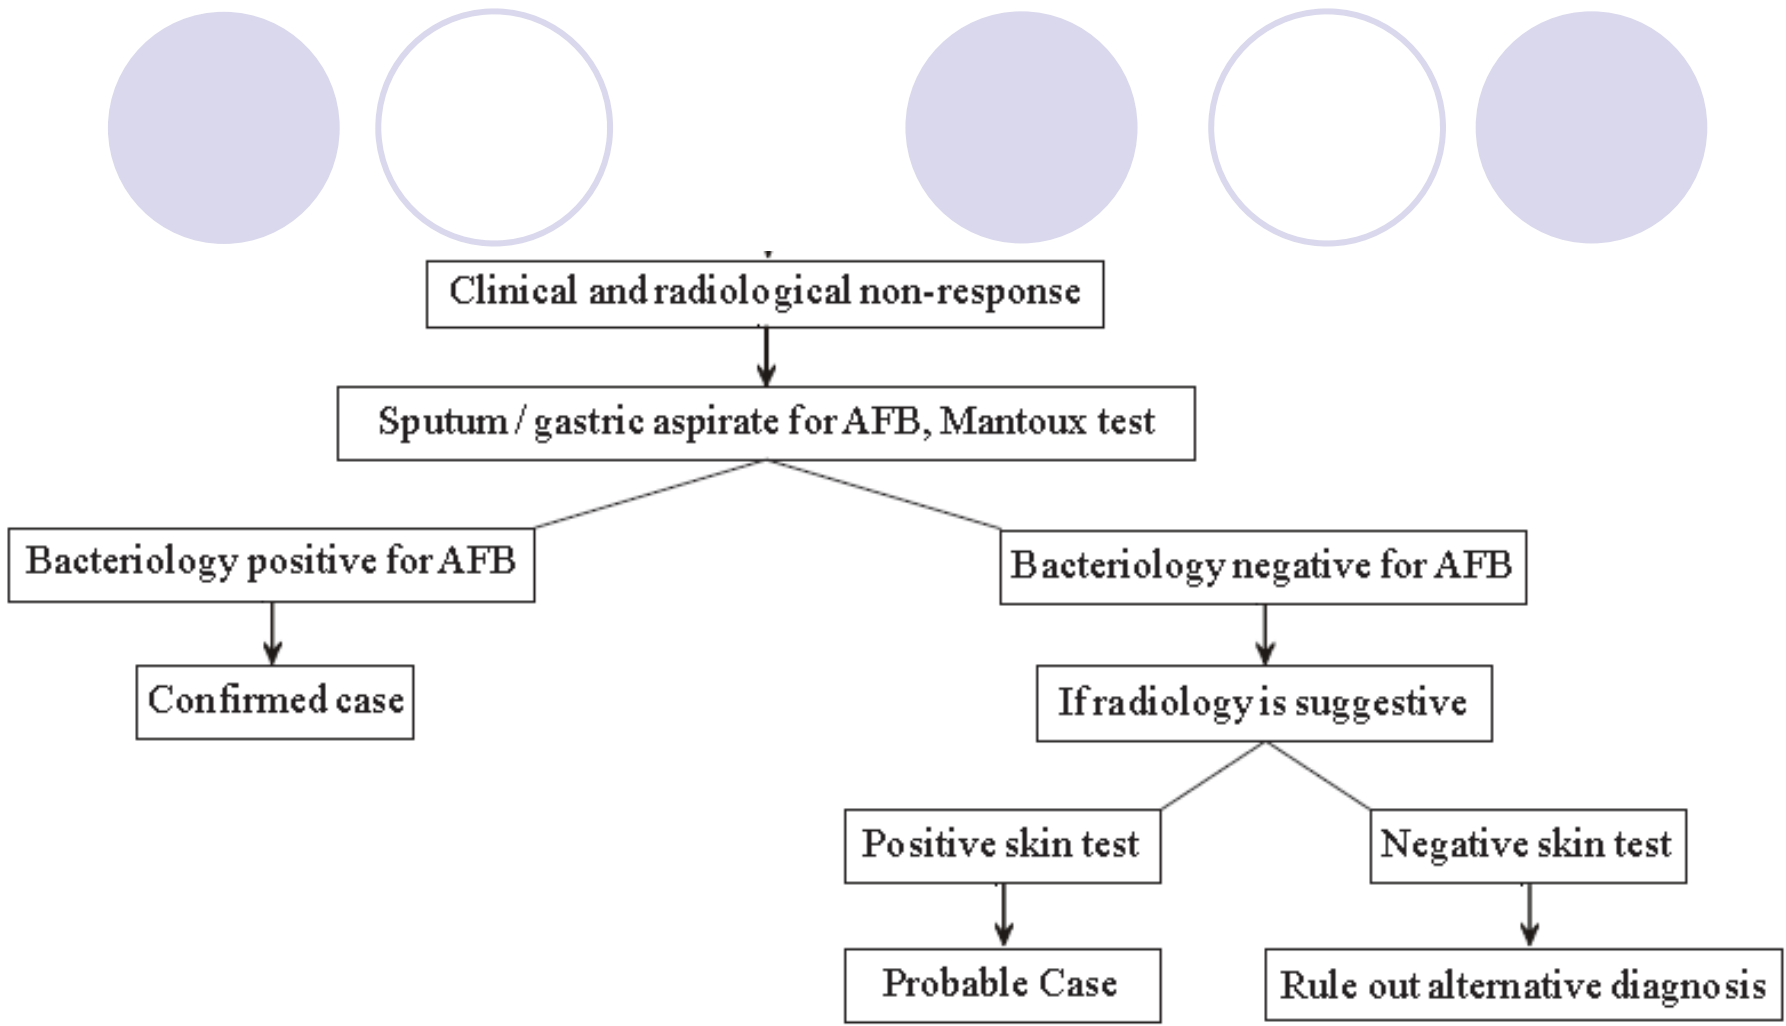 Clinical and radiological non-response
Sputum / gastric aspirate for AFB, Mantoux test
Bacteriology positive for AFB
Bacteriology negative for AFB
Confirmed case
If radiology is suggestive
Positive skin test
Negative skin test
Probable Case
Rule out alternative diagnosis